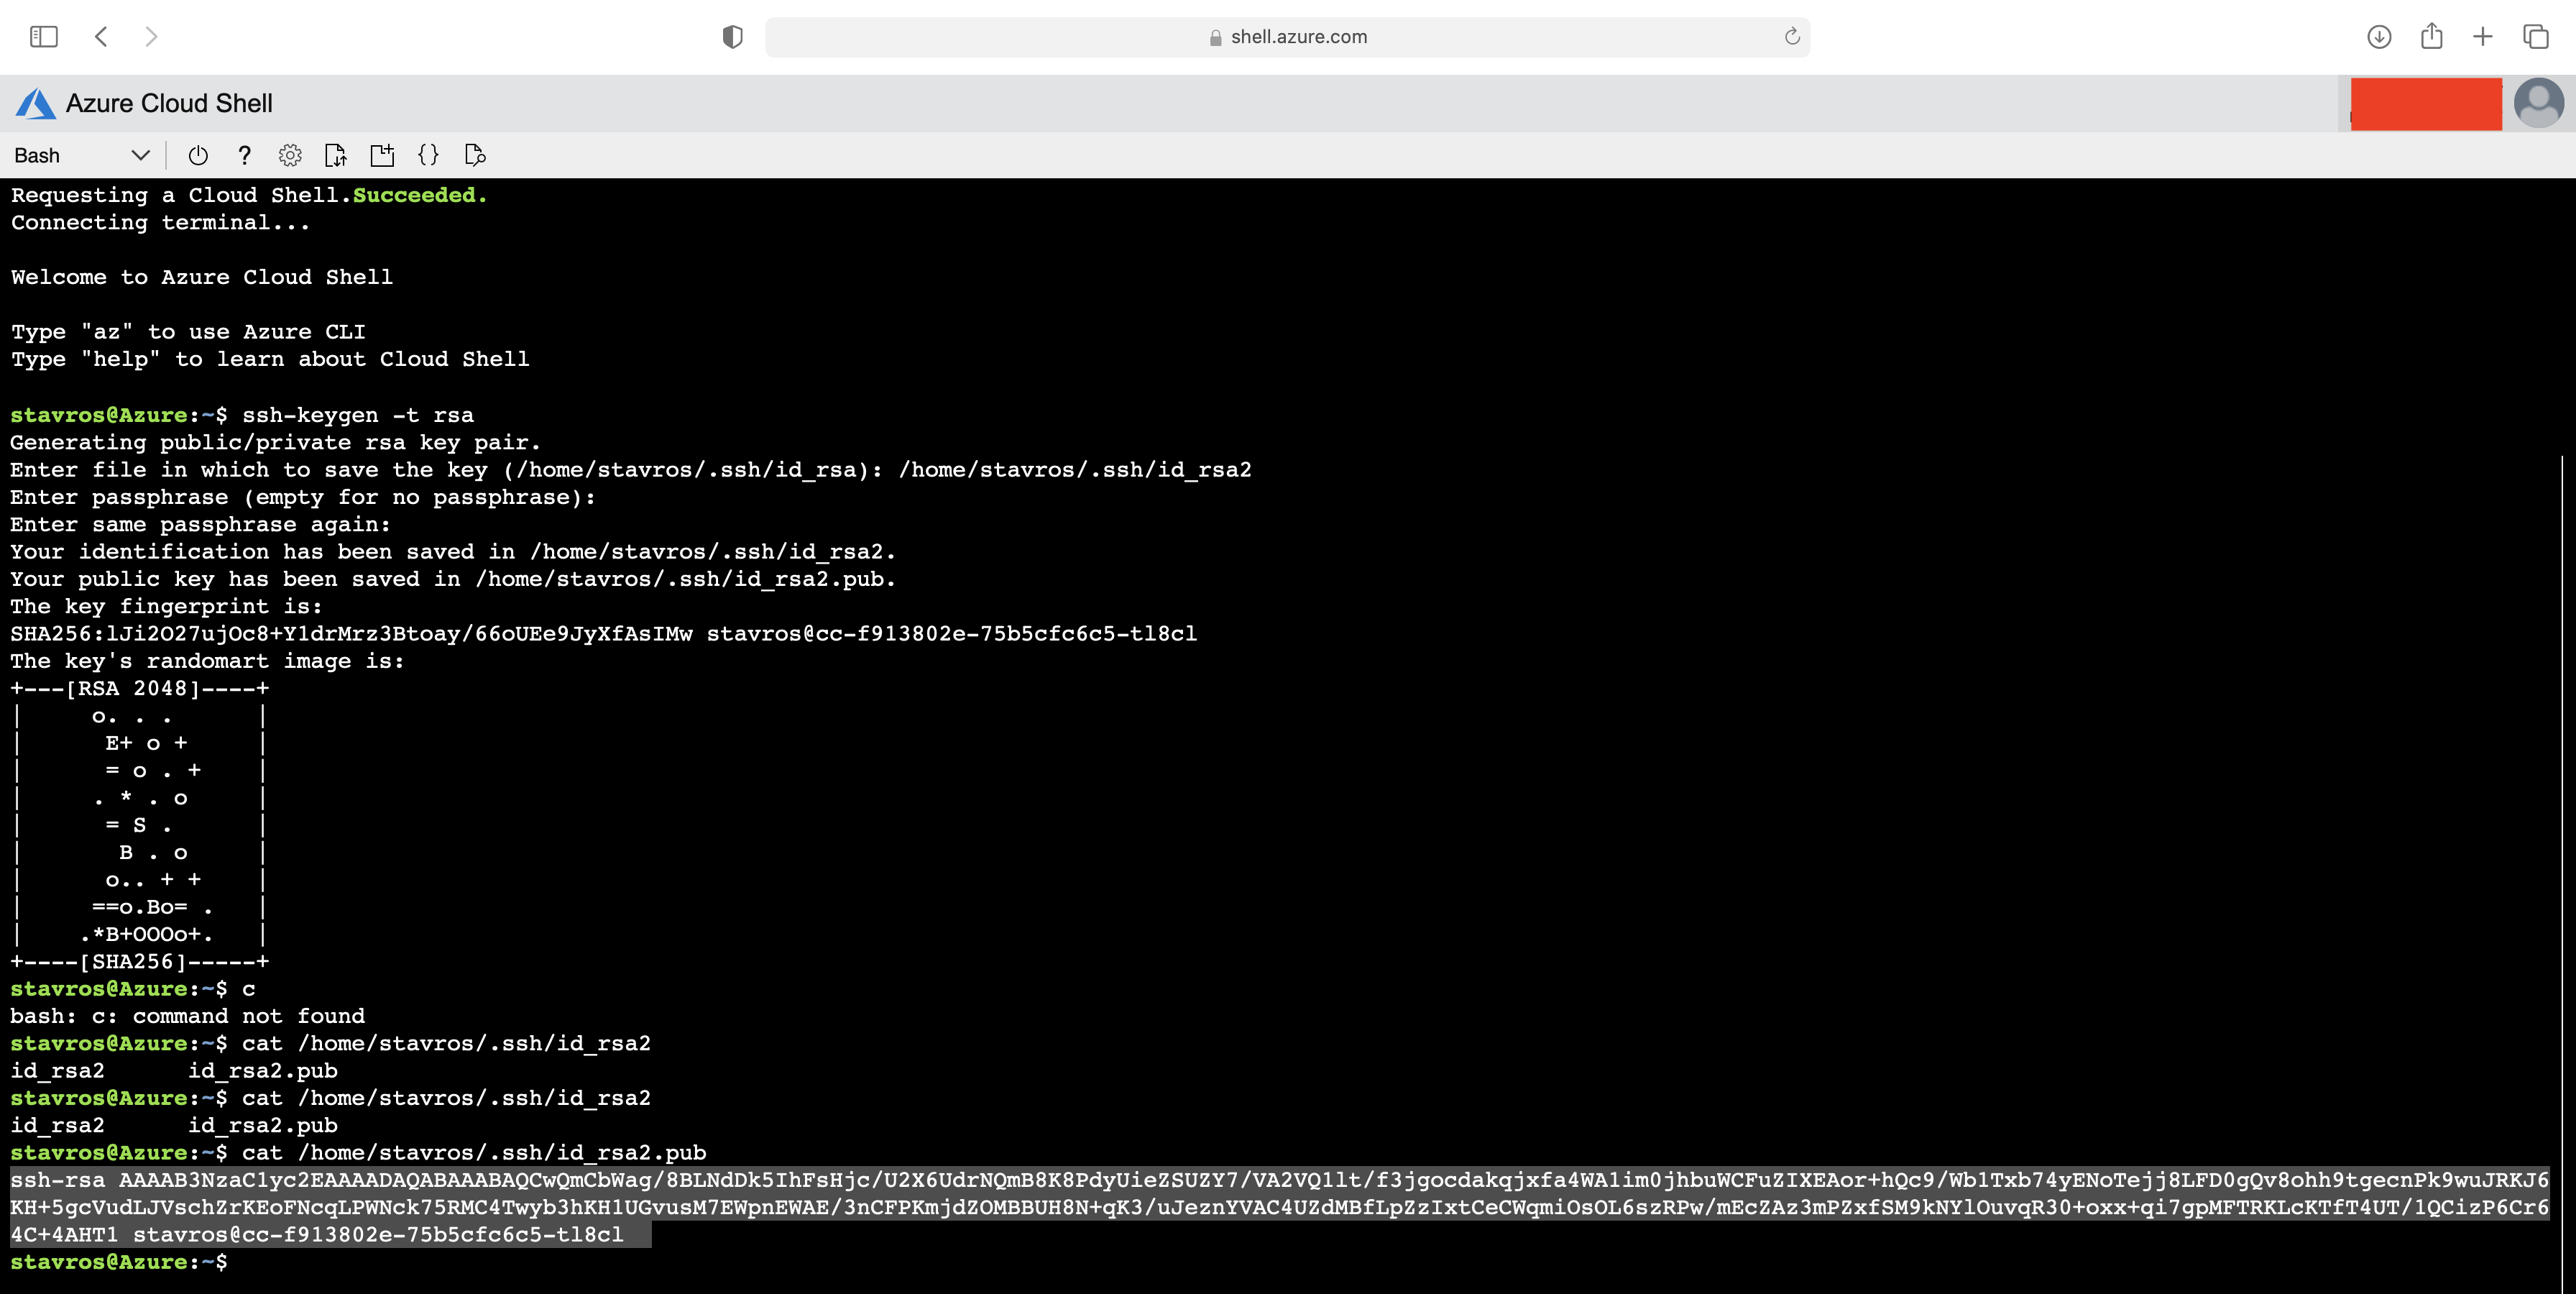 shell.azure.com
Azure Cloud Shell
Bash
Requesting a Cloud Shell.Succeeded.
Connecting terminal...
Welcome to Azure Cloud Shell
Type "az" to use Azure CLI
Type "help" to learn about Cloud Shell
stavros@Azure:~$ ssh-keygen -t rsa
Generating public/private rsa key pair.
Enter file in which to save the key (/home/stavros/.ssh/id_rsa): /home/stavros/.ssh/id_rsa2
Enter passphrase (empty for no passphrase):
Enter same passphrase again:
Your identification has been saved in /home/stavros/.ssh/id_rsa2.
Your public key has been saved in /home/stavros/.ssh/id_rsa2.pub.
The key fingerprint is:
SHA256:lJi2O27ujOc8+Y1drMrz3Btoay/66oUEe9JyXfAsIMw stavros@cc-f913802e-75b5cfc6c5-tl8cl
The key's randomart image is:
+---[RSA 2048]----+
|     o. . .      |
|      E+ o +     |
|      = o . +    |
|     . * . o     |
|      = S .      |
|       B . o     |
|      o.. + +    |
|     ==o.Bo= .   |
|    .*B+OOOo+.   |
+----[SHA256]-----+
stavros@Azure:~$ c
bash: c: command not found
stavros@Azure:~$ cat /home/stavros/.ssh/id_rsa2
id_rsa2      id_rsa2.pub
stavros@Azure:~$ cat /home/stavros/.ssh/id_rsa2
id_rsa2      id_rsa2.pub
stavros@Azure:~$ cat /home/stavros/.ssh/id_rsa2.pub
ssh-rsa AAAAB3NzaC1yc2EAAAADAQABAAABAQCwQmCbWag/8BLNdDk5IhFsHjc/U2X6UdrNQmB8K8PdyUieZSUZY7/VA2VQ1lt/f3jgocdakqjxfa4WA1im0jhbuWCFuZIXEAor+hQc9/Wb1Txb74yENoTejj8LFD0gQv8ohh9tgecnPk9wuJRKJ6
KH+5gcVudLJVschZrKEoFNcqLPWNck75RMC4Twyb3hKH1UGvusM7EWpnEWAE/3nCFPKmjdZOMBBUH8N+qK3/uJeznYVAC4UZdMBfLpZzIxtCeCWqmiOsOL6szRPw/mEcZAz3mPZxfSM9kNYlOuvqR30+oxx+qi7gpMFTRKLcKTfT4UT/1QCizP6Cr6
4C+4AHT1 stavros@cc-f913802e-75b5cfc6c5-tl8cl
stavros@Azure:~$